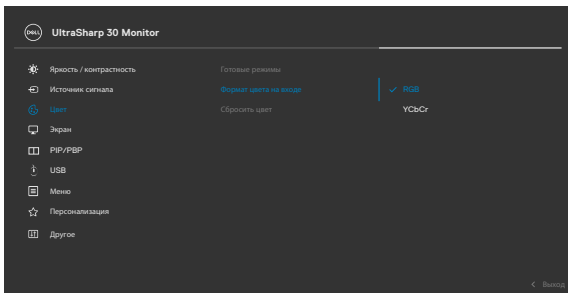 DELL UltraSharp 30 Monitor
Яркость / контрастность Готовые режимы
Источник сигнала Формат цвета на входе RGB
Цвет Сбросить цвет YCbCr
Экран
PIP/PBP
USB
Меню
Персонализация
Другое
Выход